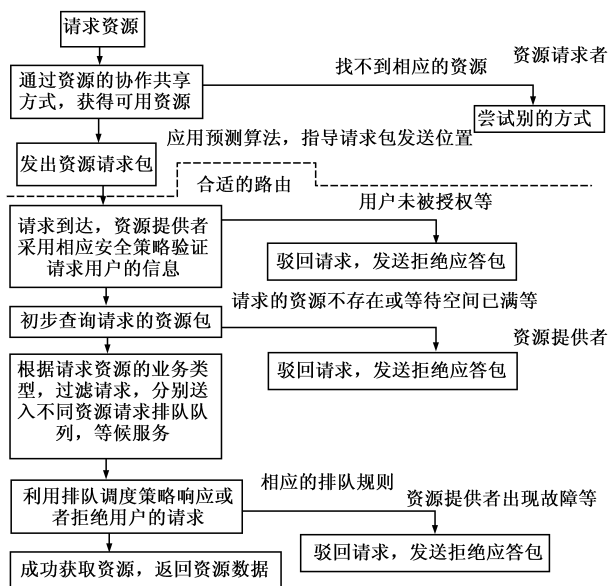 请求资源
资源请求者
找不到相应的资源
通过资源的协作共享
方式，获得可用资源
尝试别的方式
应用预测算法，指导请求包发送位置
发出资源请求包
合适的路由
用户未被授权等
请求到达，资源提供者
采用相应安全策略验证
请求用户的信息
驳回请求，发送拒绝应答包
请求的资源不存在或等待空间已满等
初步查询请求的资源包
资源提供者
驳回请求，发送拒绝应答包
根据请求资源的业务类
型，过滤请求，分别送
入不同资源请求排队队
列，等候服务
相应的排队规则
资源提供者出现故障等
利用排队调度策略响应或
者拒绝用户的请求
驳回请求，发送拒绝应答包
成功获取资源，返回资源数据